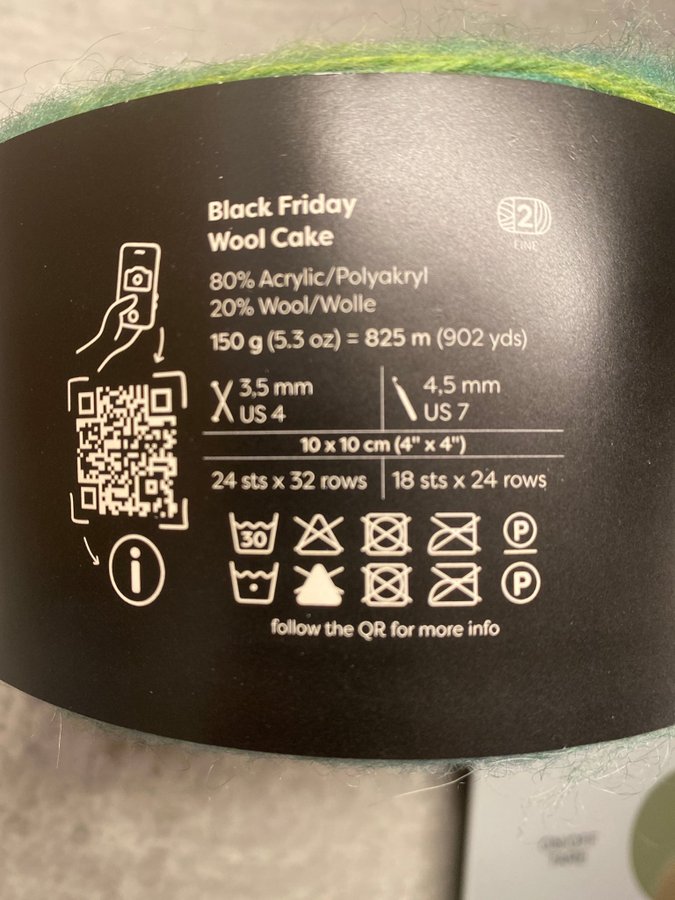 Black Friday
Wool Cake
2
FINE
80% Acrylic/Polyakryl
20% Wool/Wolle
150 g (5.3 oz) = 825 m (902 yds)
3,5 mm
US 4
4,5 mm
US 7
10 x 10 cm (4" x 4")
24 sts x 32 rows
18 sts x 24 rows
30
P
P
i
follow the QR for more info